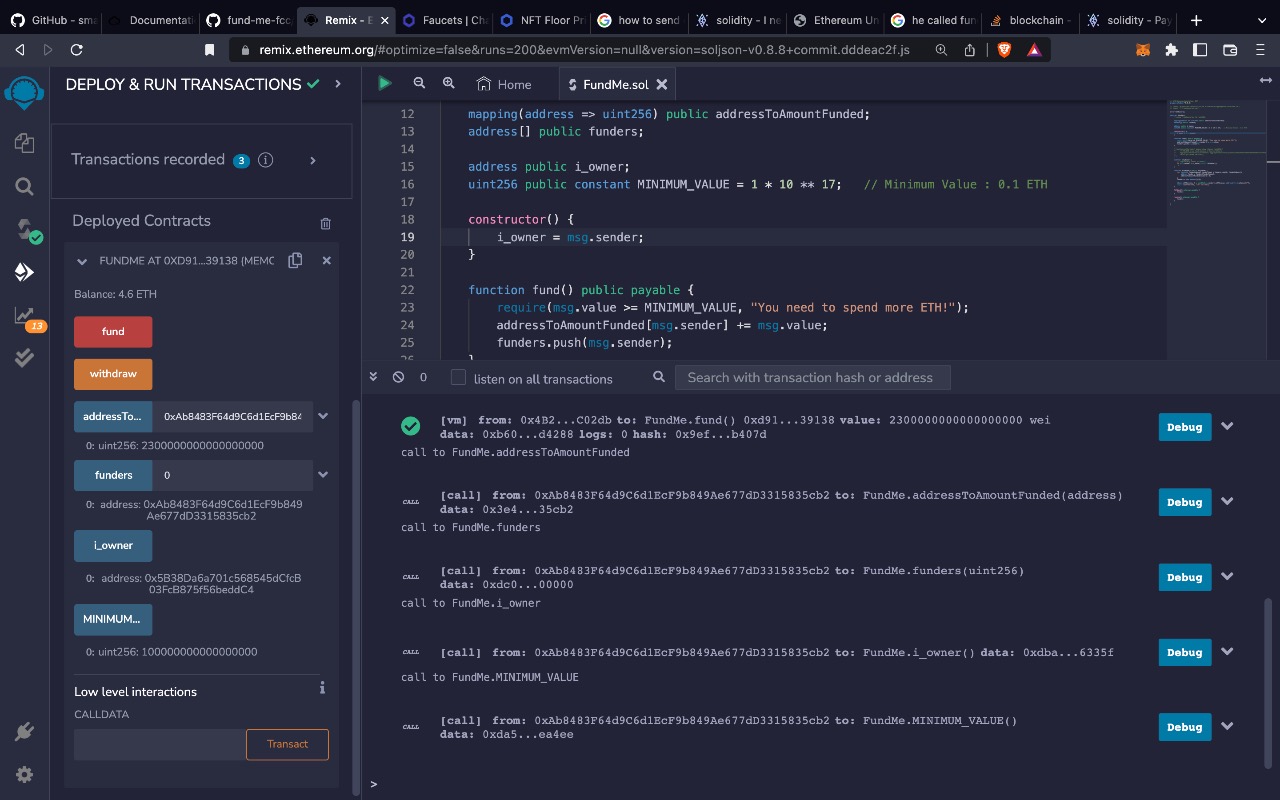 GitHub - sma
Documentati
fund-me-fcc
Remix - E
Faucets | Cha
NFT Floor Pri
how to send
solidity - I ne
Ethereum Un
he called fun
blockchain -
solidity - Pay
remix.ethereum.org/#optimize=false&runs=200&evmVersion=null&version=soljson-v0.8.8+commit.dddeac2f.js
DEPLOY & RUN TRANSACTIONS
Transactions recorded 3 i
Deployed Contracts
FUNDME AT 0XD91...39138 (MEMC
Balance: 4.6 ETH
fund
withdraw
addressTo... 0xAb8483F64d9C6d1EcF9b84
0: uint256: 2300000000000000000
funders 0
0: address: 0xAb8483F64d9C6d1EcF9b849
Ae677dD3315835cb2
i_owner
0: address: 0x5B38Da6a701c568545dCfcB
03FcB875f56beddC4
MINIMUM...
0: uint256: 100000000000000000
Low level interactions i
CALLDATA
Transact
13
Home
FundMe.sol
12 mapping(address => uint256) public addressToAmountFunded;
13 address[] public funders;
14
15 address public i_owner;
16 uint256 public constant MINIMUM_VALUE = 1 * 10 ** 17; // Minimum Value : 0.1 ETH
17
18 constructor() {
19 i_owner = msg.sender;
20 }
21
22 function fund() public payable {
23 require(msg.value >= MINIMUM_VALUE, "You need to spend more ETH!");
24 addressToAmountFunded[msg.sender] += msg.value;
25 funders.push(msg.sender);
26 }
0 listen on all transactions Search with transaction hash or address
[vm] from: 0x4B2...C02db to: FundMe.fund() 0xd91...39138 value: 2300000000000000000 wei
data: 0xb60...d4288 logs: 0 hash: 0x9ef...b407d
Debug
call to FundMe.addressToAmountFunded
CALL [call] from: 0xAb8483F64d9C6d1EcF9b849Ae677dD3315835cb2 to: FundMe.addressToAmountFunded(address)
data: 0x3e4...35cb2
Debug
call to FundMe.funders
CALL [call] from: 0xAb8483F64d9C6d1EcF9b849Ae677dD3315835cb2 to: FundMe.funders(uint256)
data: 0xdc0...00000
Debug
call to FundMe.i_owner
CALL [call] from: 0xAb8483F64d9C6d1EcF9b849Ae677dD3315835cb2 to: FundMe.i_owner() data: 0xdba...6335f
Debug
call to FundMe.MINIMUM_VALUE
CALL [call] from: 0xAb8483F64d9C6d1EcF9b849Ae677dD3315835cb2 to: FundMe.MINIMUM_VALUE()
data: 0xda5...ea4ee
Debug
>